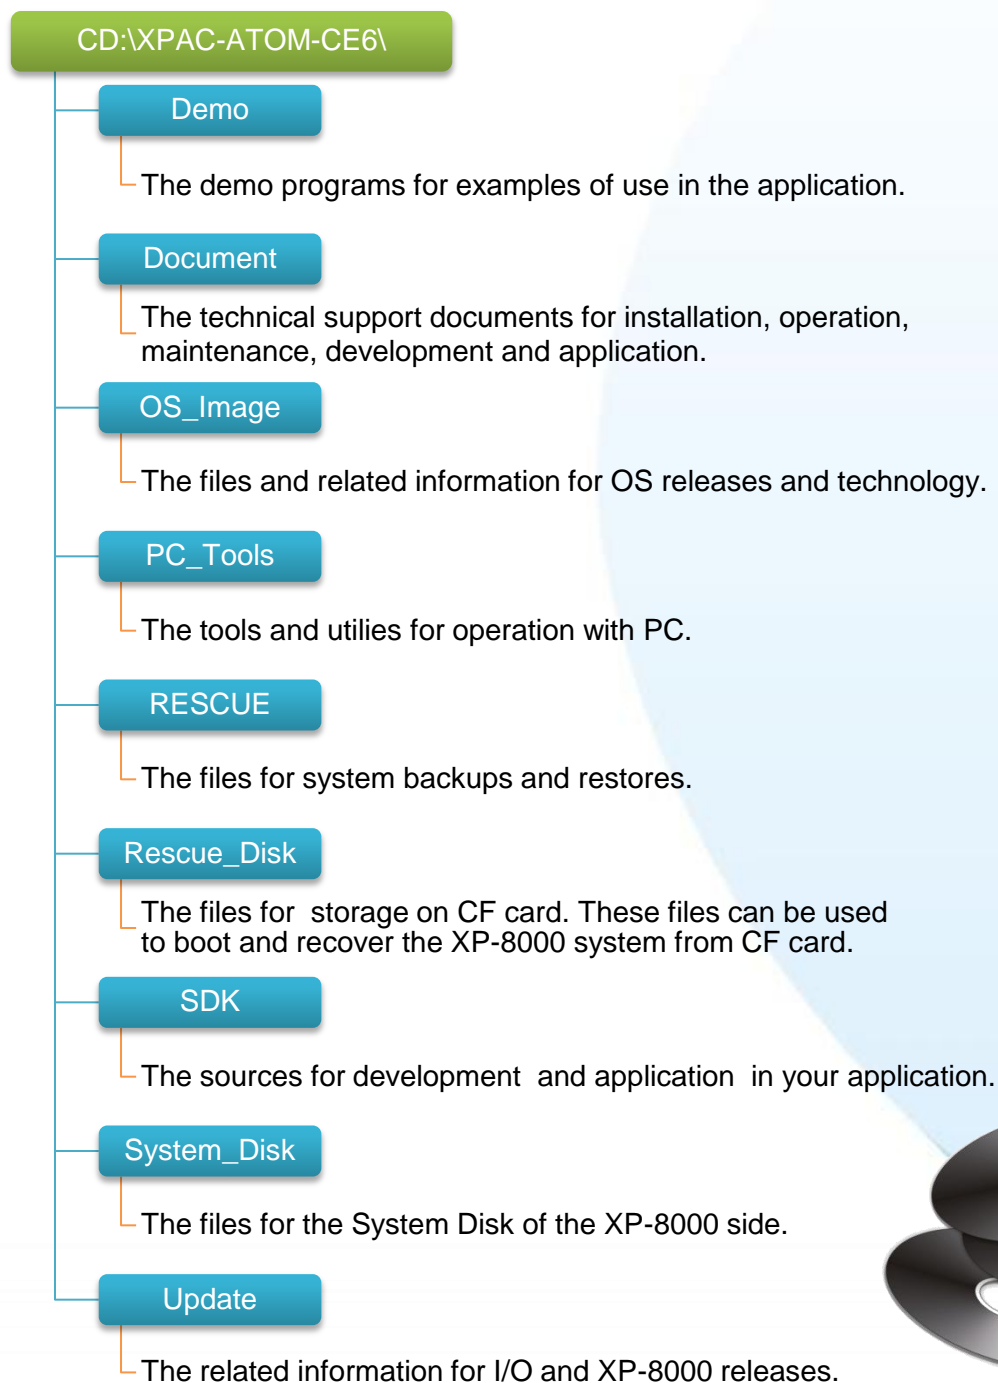 CD:\XPAC-ATOM-CE6\
Demo
The demo programs for examples of use in the application.
Document
The technical support documents for installation, operation,
maintenance, development and application.
OS_Image
The files and related information for OS releases and technology.
PC_Tools
The tools and utilies for operation with PC.
RESCUE
The files for system backups and restores.
Rescue_Disk
The files for  storage on CF card. These files can be used
to boot and recover the XP-8000 system from CF card.
SDK
The sources for development  and application  in your application.
System_Disk
The files for the System Disk of the XP-8000 side.
Update
The related information for I/O and XP-8000 releases.